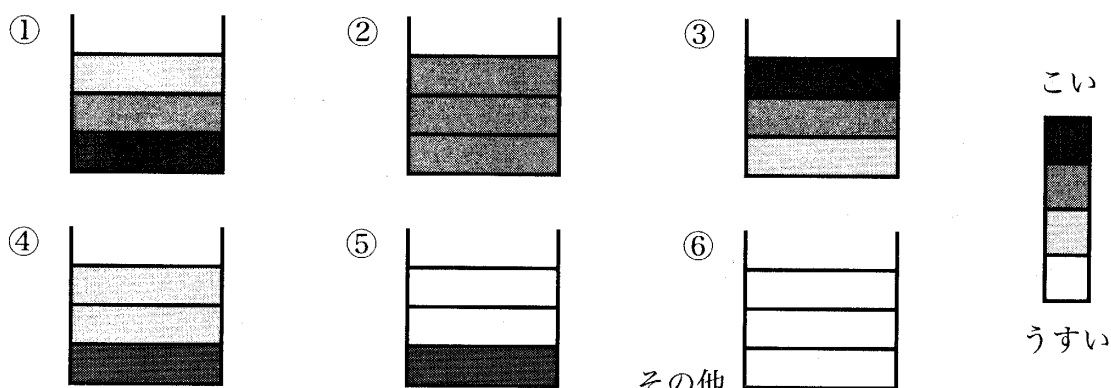 ① ② ③
こい
④ ⑤ ⑥
うすい
その他